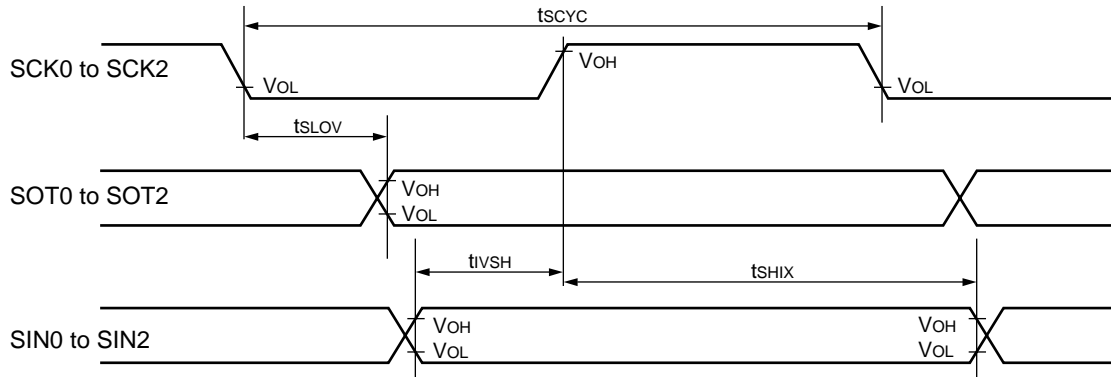 tSCYC
SCK0 to SCK2
VOL
VOH
VOL
tSLOV
SOT0 to SOT2
VOH
VOL
tIVSH
tSHIX
SIN0 to SIN2
VOH
VOL
VOH
VOL